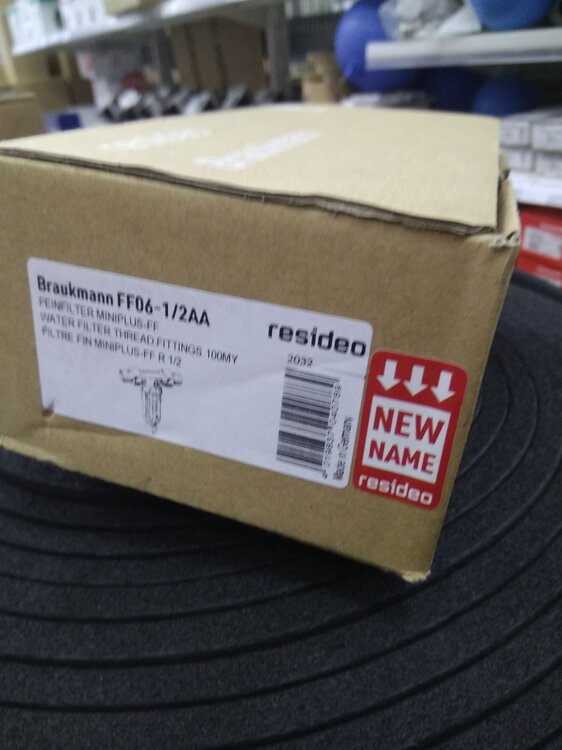 Braukmann
Braukmann FF06-1/2AA
FEINFILTER MINIPLUS-FF
WATER FILTER THREAD.FITTINGS 100MY
FILTRE FIN MINIPLUS-FF R 1/2
resideo
2032
Made in Germany
NEW
NAME
resideo